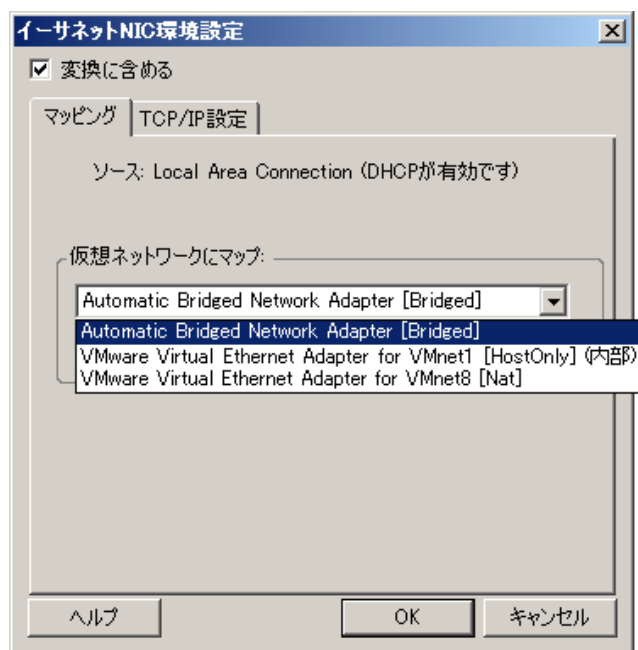 イーサネットNIC環境設定
変換に含める
マッピング
TCP/IP設定
ソース: Local Area Connection (DHCPが有効です)
仮想ネットワークにマップ:
Automatic Bridged Network Adapter [Bridged]
Automatic Bridged Network Adapter [Bridged]
VMware Virtual Ethernet Adapter for VMnet1 [HostOnly] (内部)
VMware Virtual Ethernet Adapter for VMnet8 [Nat]
ヘルプ
OK
キャンセル